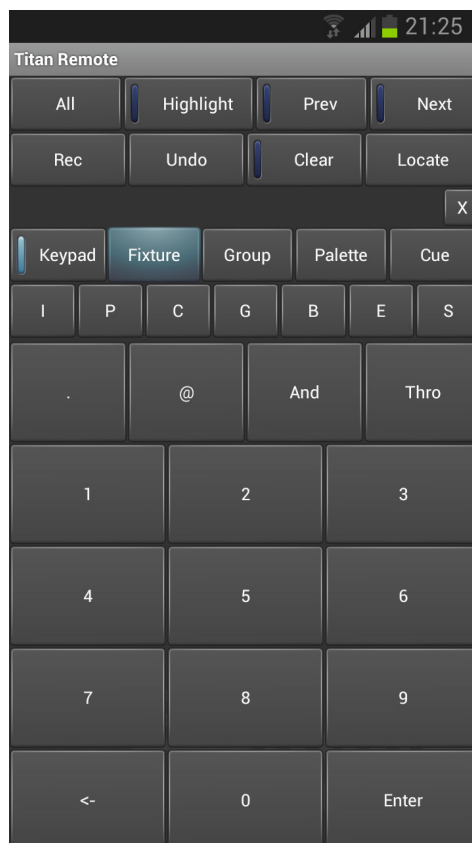 21:25
Titan Remote
All Highlight Prev Next
Rec Undo Clear Locate
X
Keypad Fixture Group Palette Cue
I P C G B E S
. @ And Thro
1 2 3
4 5 6
7 8 9
<- 0 Enter